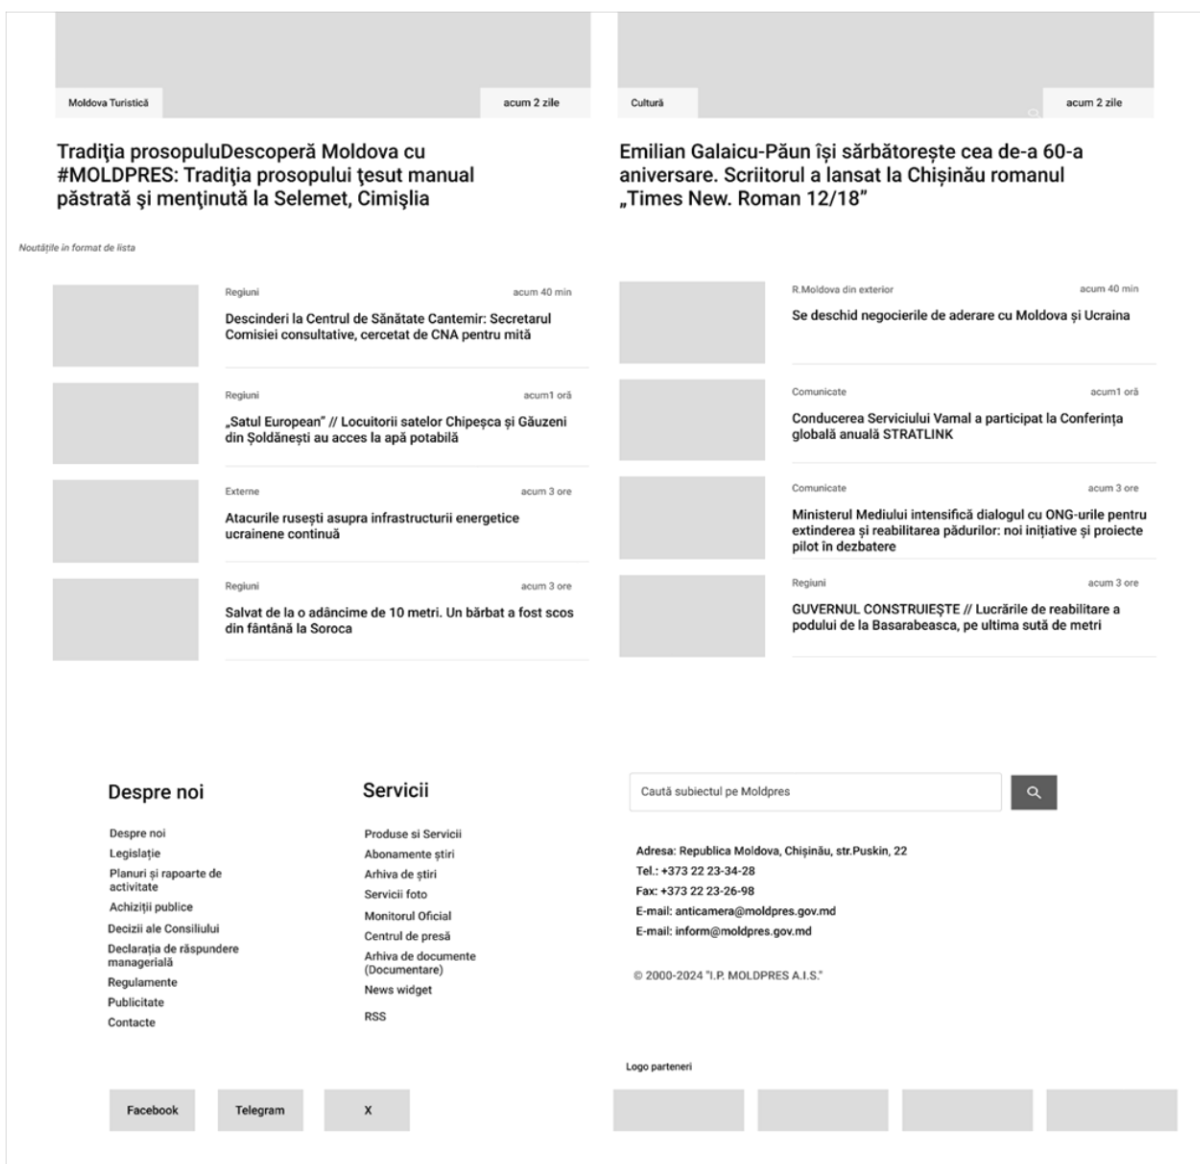 Moldova Turistică
acum 2 zile
Tradiţia prosopuluDescoperă Moldova cu
#MOLDPRES: Tradiţia prosopului ţesut manual
păstrată şi menţinută la Selemet, Cimişlia
Cultură
acum 2 zile
Emilian Galaicu-Păun își sărbătorește cea de-a 60-a
aniversare. Scriitorul a lansat la Chișinău romanul
„Times New. Roman 12/18”
Noutățile in format de lista
Regiuni
acum 40 min
Descinderi la Centrul de Sănătate Cantemir: Secretarul
Comisiei consultative, cercetat de CNA pentru mită
Regiuni
acum1 oră
„Satul European” // Locuitorii satelor Chipeșca și Găuzeni
din Șoldănești au acces la apă potabilă
Externe
acum 3 ore
Atacurile rusești asupra infrastructurii energetice
ucrainene continuă
Regiuni
acum 3 ore
Salvat de la o adâncime de 10 metri. Un bărbat a fost scos
din fântână la Soroca
R.Moldova din exterior
acum 40 min
Se deschid negocierile de aderare cu Moldova și Ucraina
Comunicate
acum1 oră
Conducerea Serviciului Vamal a participat la Conferința
globală anuală STRATLINK
Comunicate
acum 3 ore
Ministerul Mediului intensifică dialogul cu ONG-urile pentru
extinderea și reabilitarea pădurilor: noi inițiative și proiecte
pilot în dezbatere
Regiuni
acum 3 ore
GUVERNUL CONSTRUIEȘTE // Lucrările de reabilitare a
podului de la Basarabeasca, pe ultima sută de metri
Despre noi
Despre noi
Legislație
Planuri și rapoarte de
activitate
Achiziții publice
Decizii ale Consiliului
Declarația de răspundere
managerială
Regulamente
Publicitate
Contacte
Servicii
Produse si Servicii
Abonamente știri
Arhiva de știri
Servicii foto
Monitorul Oficial
Centrul de presă
Arhiva de documente
(Documentare)
News widget
RSS
Caută subiectul pe Moldpres
Adresa: Republica Moldova, Chișinău, str.Puskin, 22
Tel.: +373 22 23-34-28
Fax: +373 22 23-26-98
E-mail: anticamera@moldpres.gov.md
E-mail: inform@moldpres.gov.md
© 2000-2024 "I.P. MOLDPRES A.I.S."
Logo parteneri
Facebook
Telegram
X